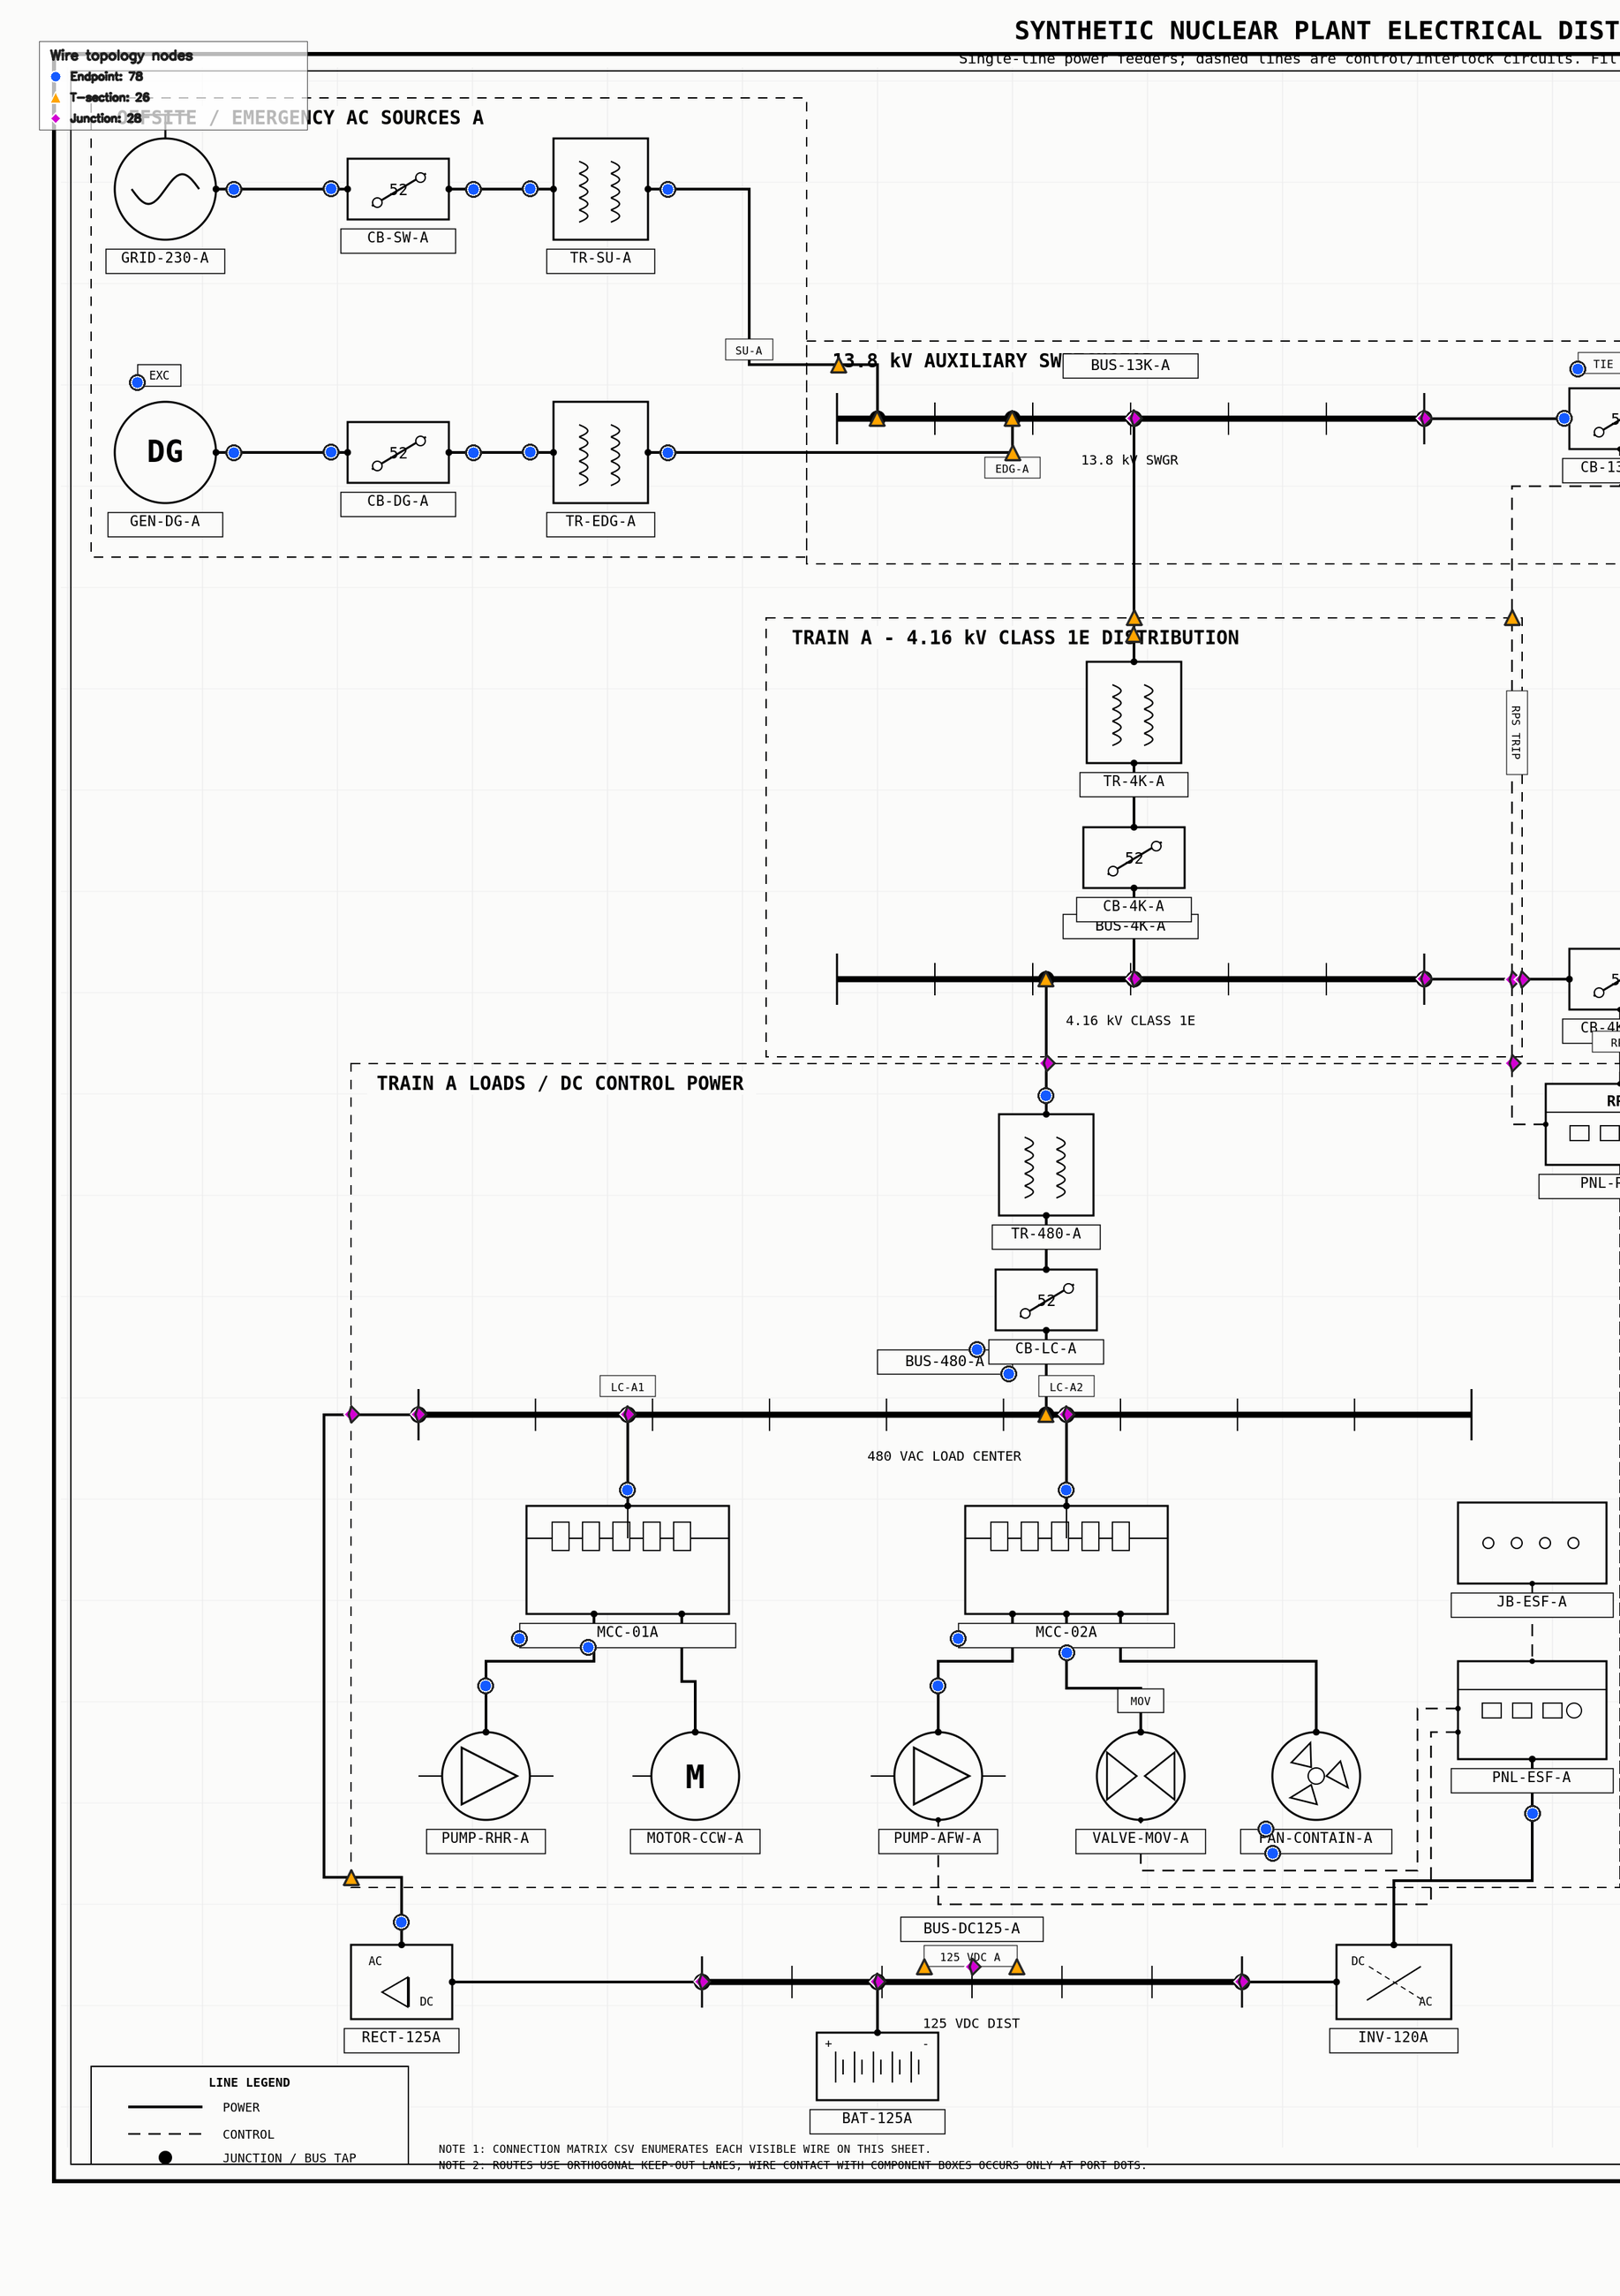 SYNTHETIC NUCLEAR PLANT ELECTRICAL DIST
Single-line power feeders; dashed lines are control/interlock circuits. Fil
Wire topology nodes
Endpoint: 78
T-section: 26
Junction: 28
OFFSITE / EMERGENCY AC SOURCES A
52
GRID-230-A
CB-SW-A
TR-SU-A
SU-A
13.8 kV AUXILIARY SW
BUS-13K-A
TIE
EXC
DG
52
5
EDG-A
13.8 kV SWGR
CB-13
GEN-DG-A
CB-DG-A
TR-EDG-A
TRAIN A - 4.16 kV CLASS 1E DISTRIBUTION
RPS TRIP
TR-4K-A
52
CB-4K-A
BUS-4K-A
5
4.16 kV CLASS 1E
CB-4K
RE
TRAIN A LOADS / DC CONTROL POWER
PNL-
TR-480-A
52
CB-LC-A
BUS-480-A
LC-A1
LC-A2
480 VAC LOAD CENTER
JB-ESF-A
MCC-01A
MCC-02A
MOV
M
PNL-ESF-A
PUMP-RHR-A
MOTOR-CCW-A
PUMP-AFW-A
VALVE-MOV-A
FAN-CONTAIN-A
BUS-DC125-A
125 VDC A
AC
DC
DC
AC
125 VDC DIST
RECT-125A
INV-120A
+
-
BAT-125A
LINE LEGEND
POWER
CONTROL
JUNCTION / BUS TAP
NOTE 1: CONNECTION MATRIX CSV ENUMERATES EACH VISIBLE WIRE ON THIS SHEET.
NOTE 2: ROUTES USE ORTHOGONAL KEEP-OUT LANES, WIRE CONTACT WITH COMPONENT BOXES OCCURS ONLY AT PORT DOTS.